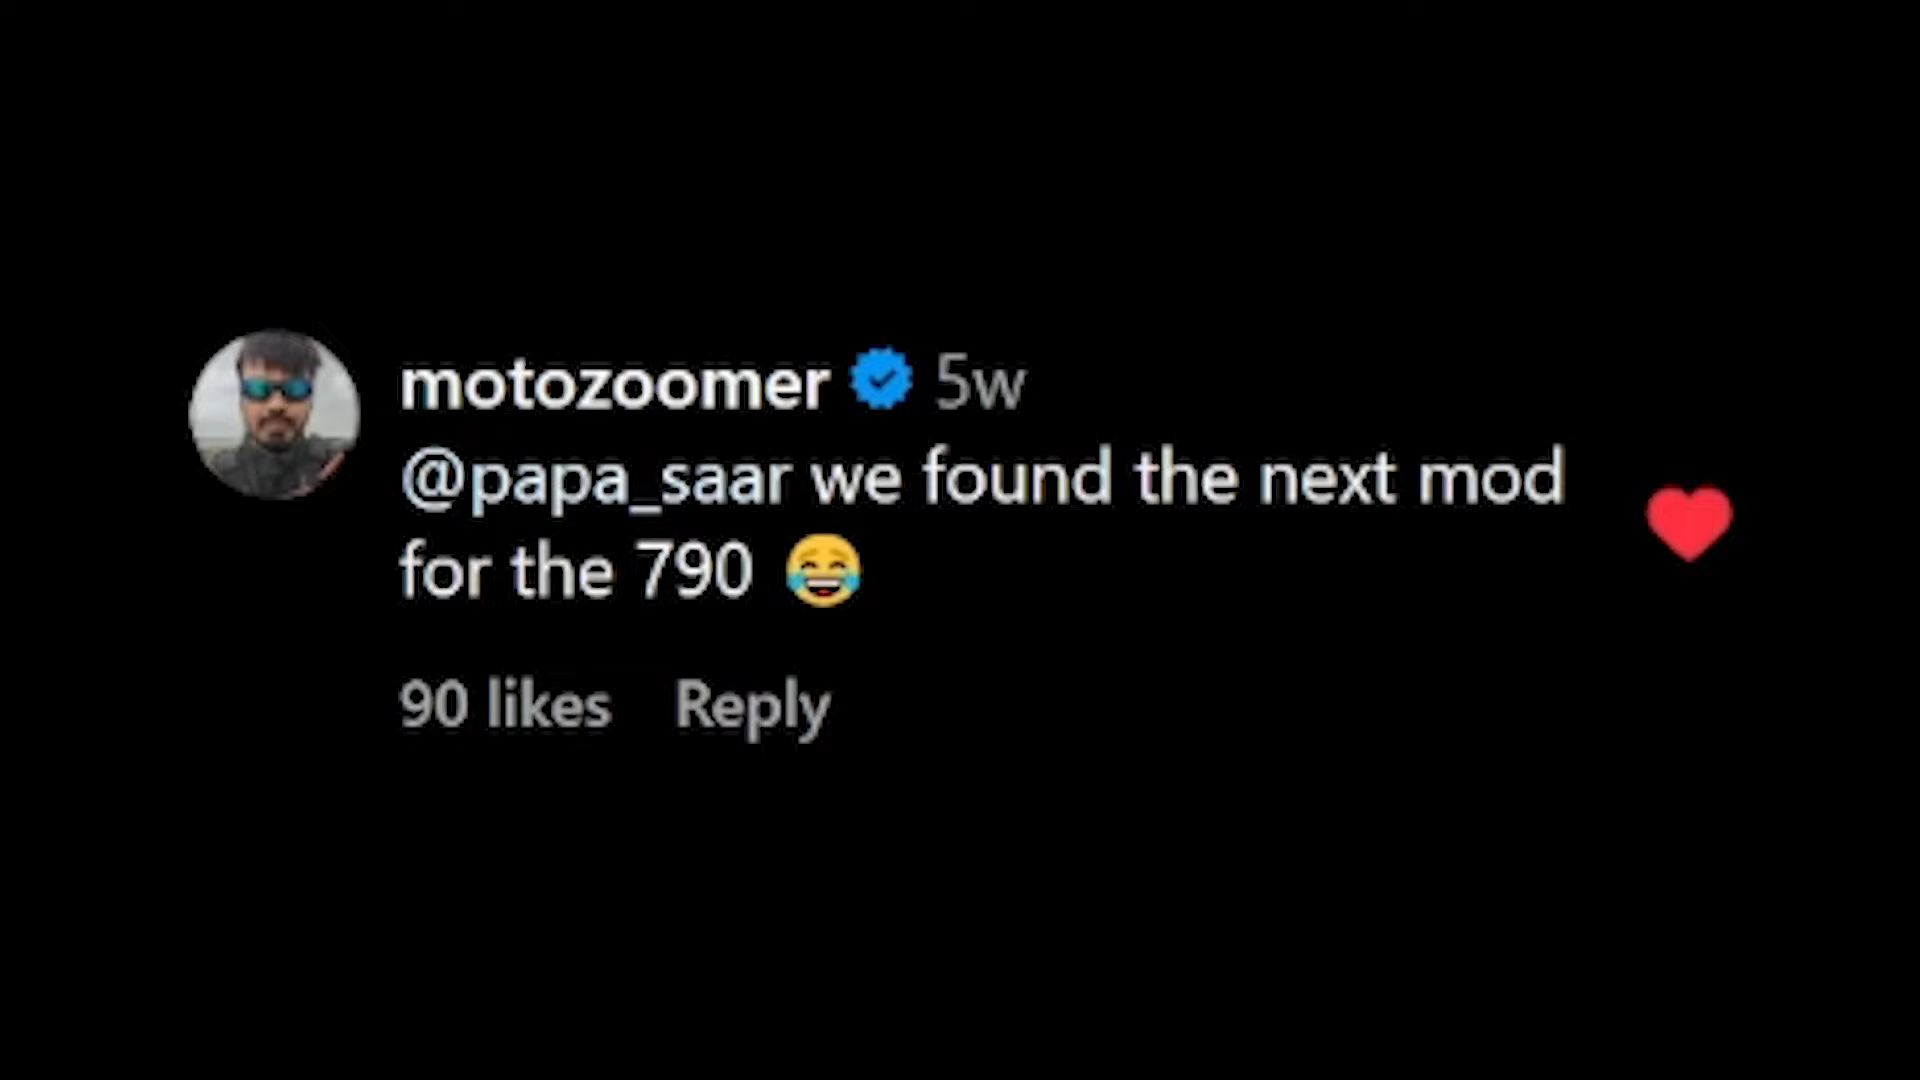 motozoomer 5w
@papa_saar we found the next mod
for the 790 😂
90 likes Reply